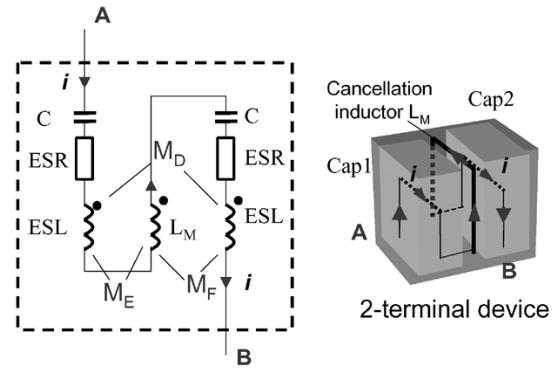 A
i
C
C
ESR
ESR
M_D
ESL
L_M
ESL
M_E
M_F
i
B
Cancellation
inductor L_M
Cap2
Cap1
i
i
A
B
2-terminal device